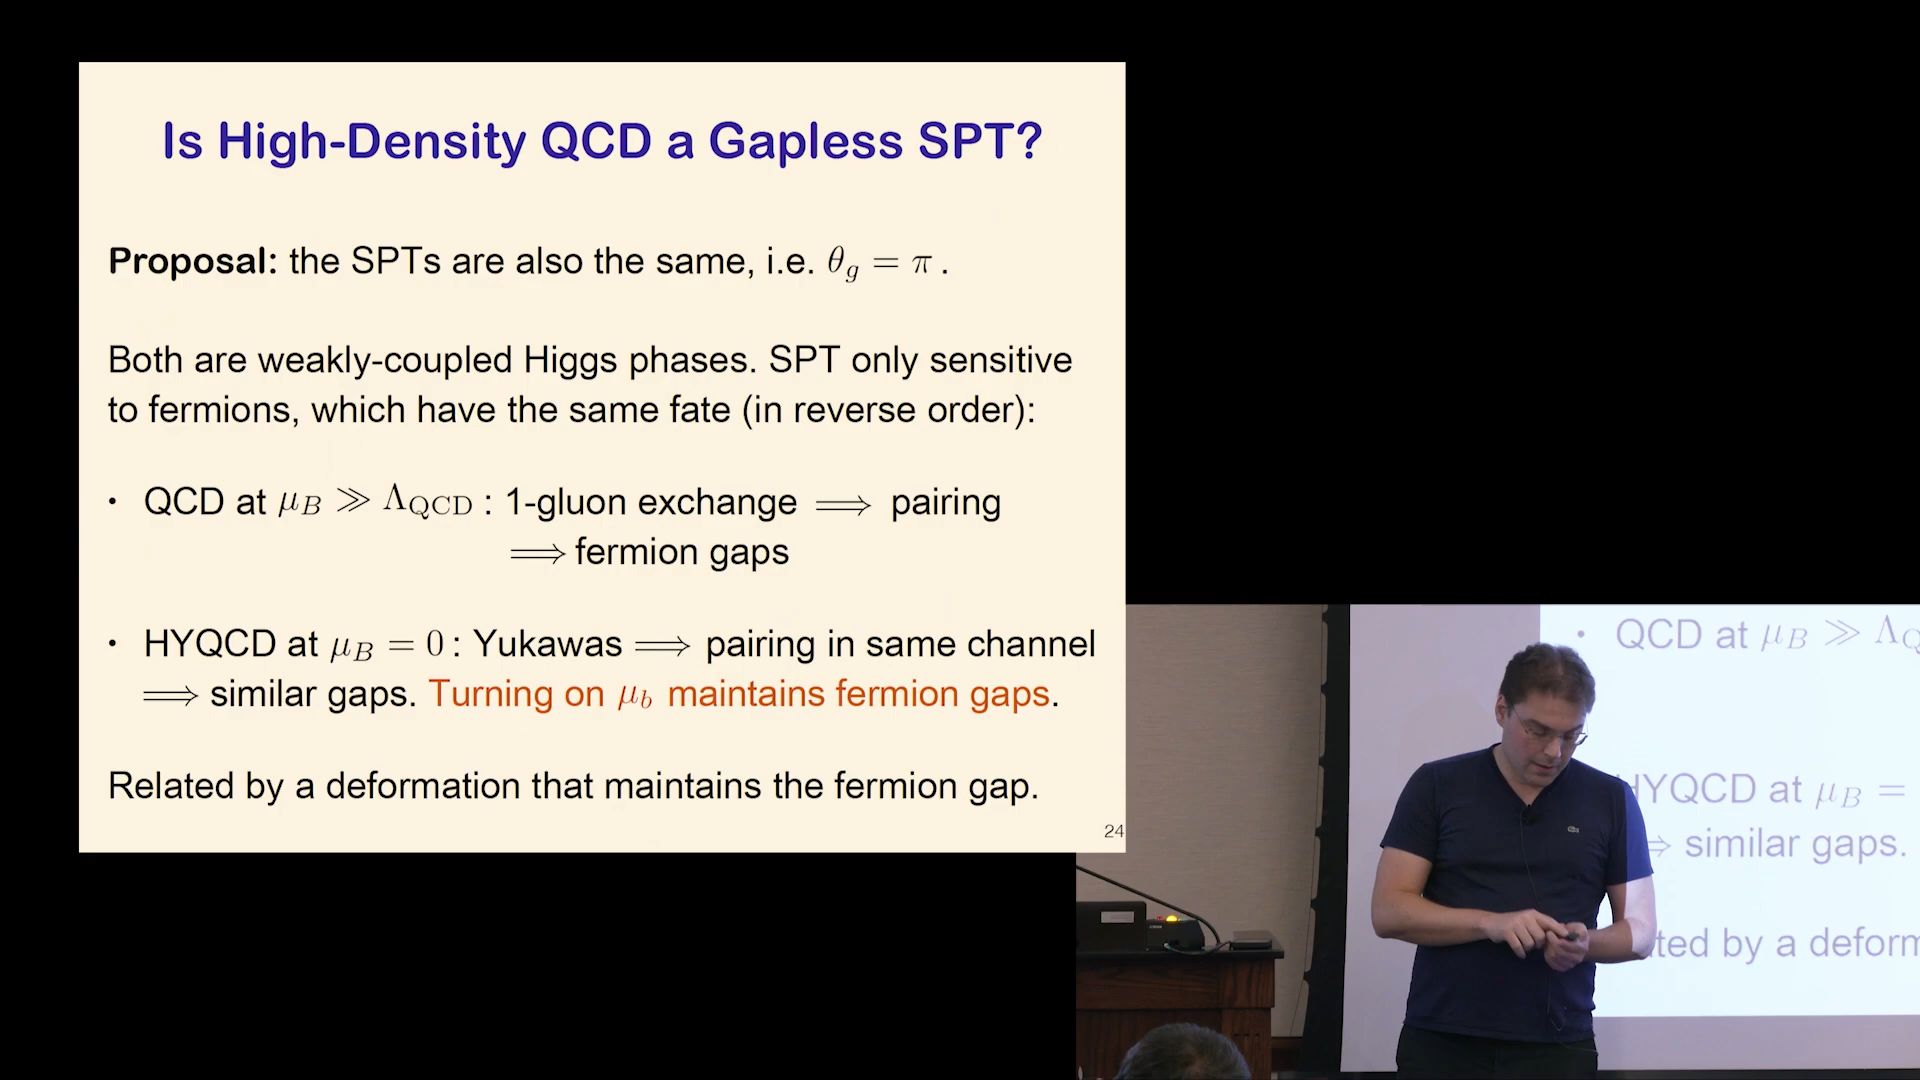 Is High-Density QCD a Gapless SPT?
Proposal: the SPTs are also the same, i.e. θ_g = π .
Both are weakly-coupled Higgs phases. SPT only sensitive
to fermions, which have the same fate (in reverse order):
• QCD at μ_B ≫ Λ_QCD : 1-gluon exchange ⟹ pairing
⟹ fermion gaps
• HYQCD at μ_B = 0 : Yukawas ⟹ pairing in same channel
⟹ similar gaps. Turning on μ_b maintains fermion gaps.
Related by a deformation that maintains the fermion gap.
24
• QCD at μ_B ≫ Λ_Q
HYQCD at μ_B =
⟹ similar gaps.
ted by a deform